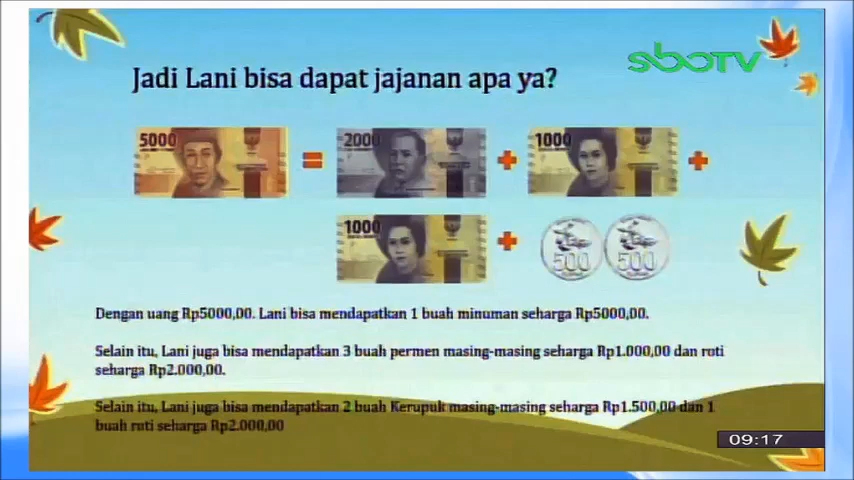 sboTV
Jadi Lani bisa dapat jajanan apa ya?
5000 = 2000 + 1000 +
1000 + 500 500
Dengan uang Rp5000,00. Lani bisa mendapatkan 1 buah minuman seharga Rp5000,00.
Selain itu, Lani juga bisa mendapatkan 3 buah permen masing-masing seharga Rp1.000,00 dan roti
seharga Rp2.000,00.
Selain itu, Lani juga bisa mendapatkan 2 buah Kerupuk masing-masing seharga Rp1.500,00 dan 1
buah roti seharga Rp2.000,00
09:17